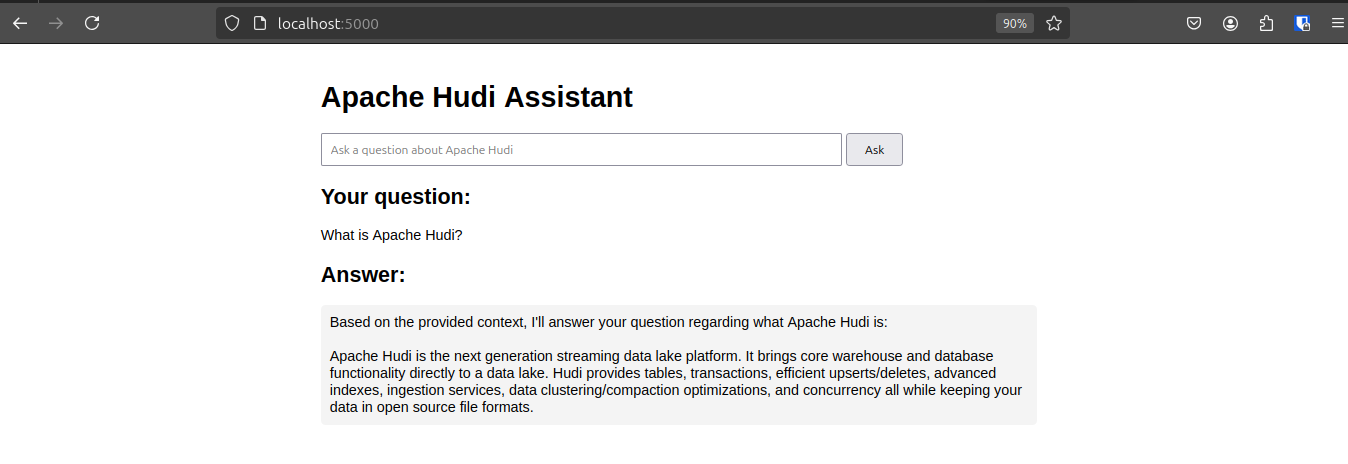 localhost:5000
90%
Apache Hudi Assistant
Ask a question about Apache Hudi
Ask
Your question:
What is Apache Hudi?
Answer:
Based on the provided context, I'll answer your question regarding what Apache Hudi is:
Apache Hudi is the next generation streaming data lake platform. It brings core warehouse and database
functionality directly to a data lake. Hudi provides tables, transactions, efficient upserts/deletes, advanced
indexes, ingestion services, data clustering/compaction optimizations, and concurrency all while keeping your
data in open source file formats.